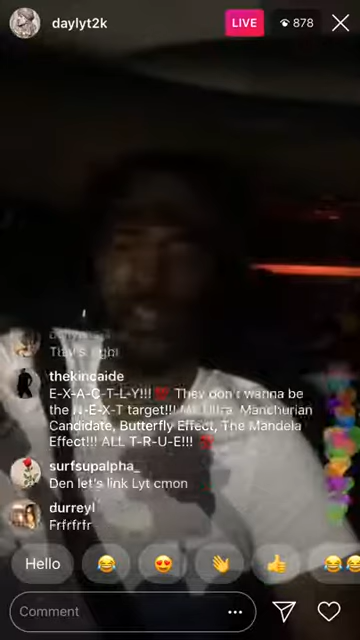 daylyt2k
LIVE
878
That's right
thekincaide
E-X-A-C-T-L-Y!!! They don't wanna be
the N-E-X-T target!!! MK Ultra, Manchurian
Candidate, Butterfly Effect, The Mandela
Effect!!! ALL T-R-U-E!!!
surfsupalpha_
Den let's link Lyt cmon
durreyl
Frfrfrfr
Hello
Comment